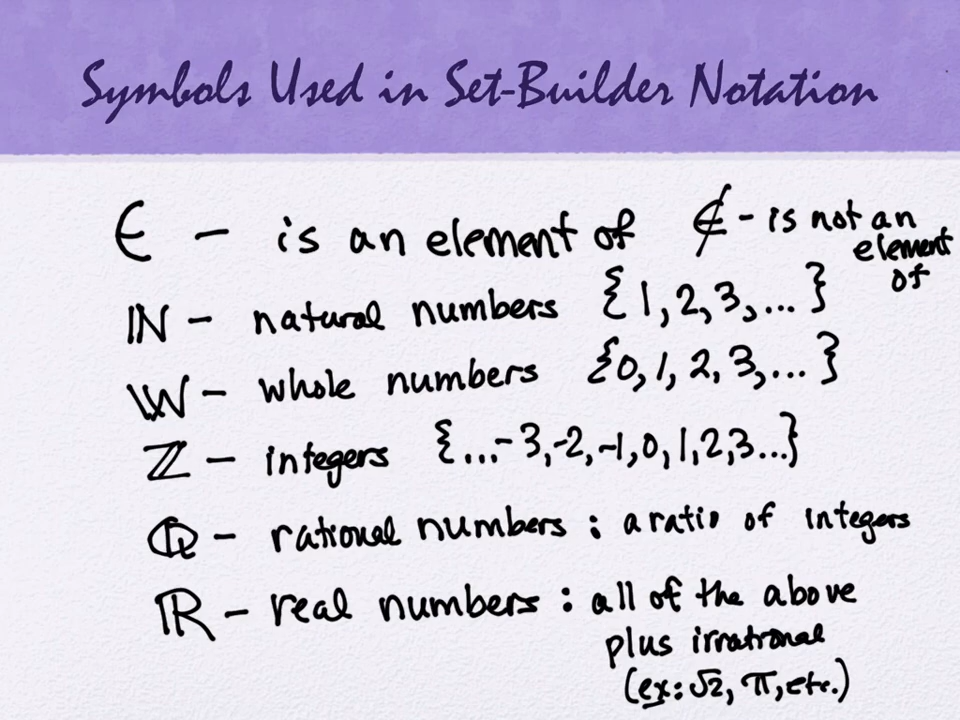 Symbols Used in Set-Builder Notation
∈ - is an element of ∉ - is not an
element
of
ℕ - natural numbers {1,2,3,...}
𝕎 - whole numbers {0,1,2,3,...}
ℤ - integers {...-3,-2,-1,0,1,2,3...}
ℚ - rational numbers : a ratio of integers
ℝ - real numbers : all of the above
plus irrational
(ex: √2, π, etc.)